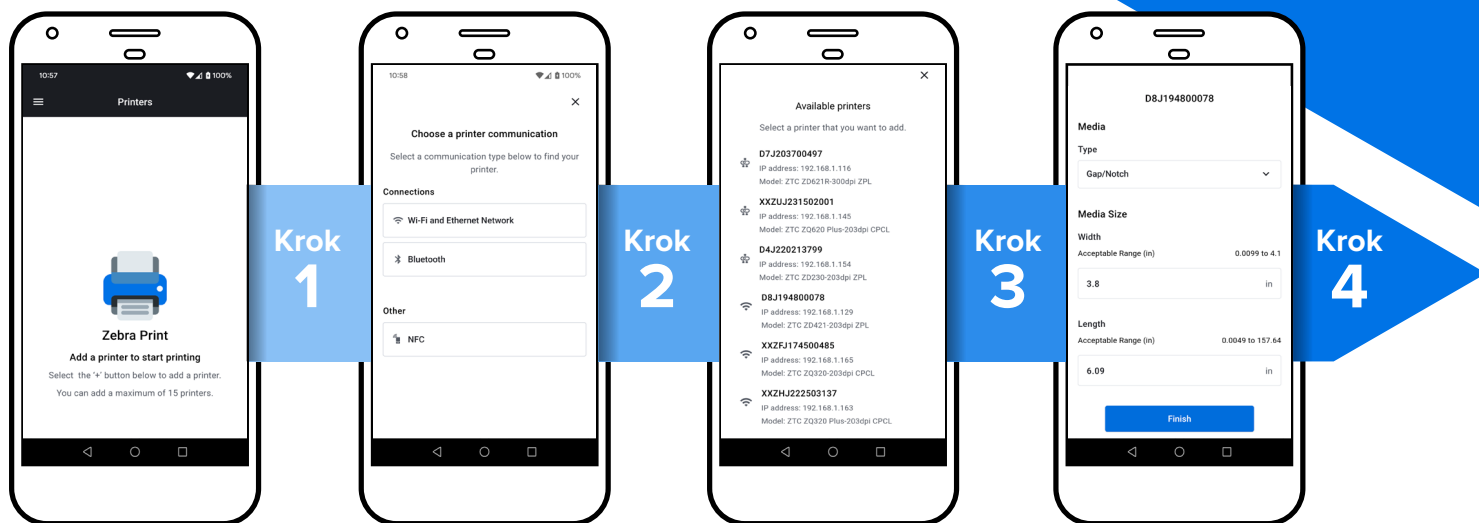 10:57
100%
Printers
Zebra Print
Add a printer to start printing
Select the '+' button below to add a printer.
You can add a maximum of 15 printers.
Krok
1
10:58
100%
Choose a printer communication
Select a communication type below to find your
printer.
Connections
Wi-Fi and Ethernet Network
Bluetooth
Other
NFC
Krok
2
Available printers
Select a printer that you want to add.
D7J203700497
IP address: 192.168.1.116
Model: ZTC ZD621R-300dpi ZPL
XXZUJ231502001
IP address: 192.168.1.145
Model: ZTC ZQ620 Plus-203dpi CPCL
D4J220213799
IP address: 192.168.1.154
Model: ZTC ZD230-203dpi ZPL
D8J194800078
IP address: 192.168.1.129
Model: ZTC ZD421-203dpi ZPL
XXZFJ174500485
IP address: 192.168.1.165
Model: ZTC ZQ320-203dpi CPCL
XXZHJ222503137
IP address: 192.168.1.163
Model: ZTC ZQ320 Plus-203dpi CPCL
Krok
3
D8J194800078
Media
Type
Gap/Notch
Media Size
Width
Acceptable Range (in) 0.0099 to 4.1
3.8 in
Length
Acceptable Range (in) 0.0049 to 157.64
6.09 in
Finish
Krok
4